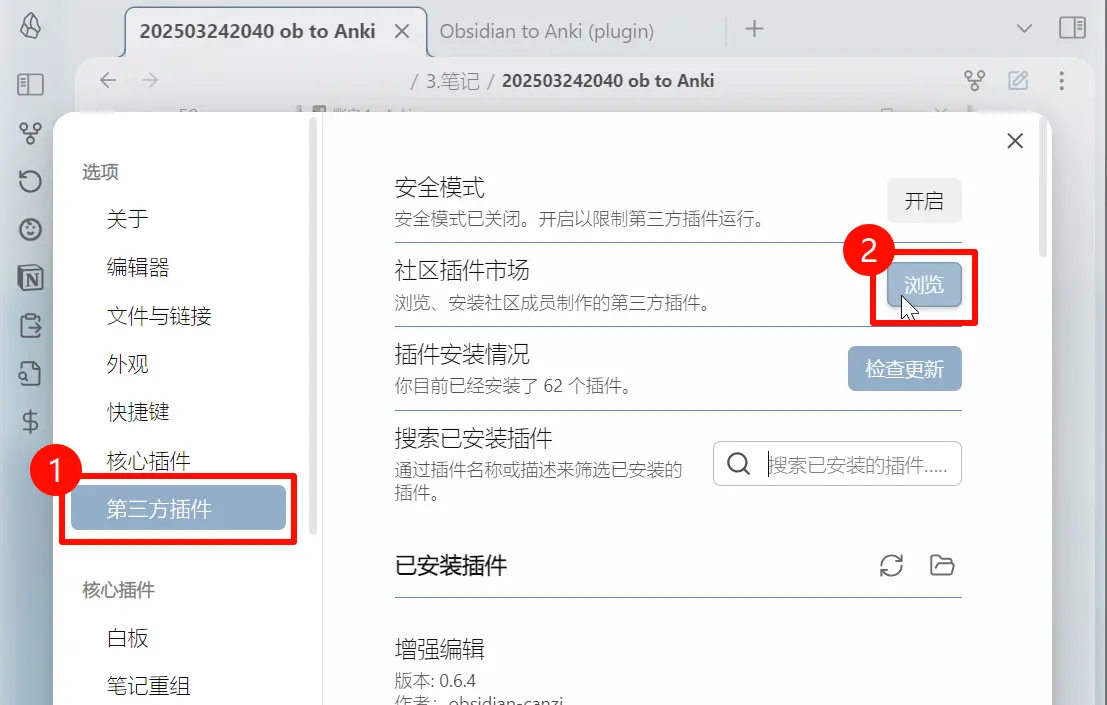 202503242040 ob to Anki
Obsidian to Anki (plugin)
/ 3.笔记 / 202503242040 ob to Anki
选项
关于
编辑器
文件与链接
外观
快捷键
核心插件
1
第三方插件
核心插件
白板
笔记重组
安全模式
安全模式已关闭。开启以限制第三方插件运行。
开启
2
社区插件市场
浏览、安装社区成员制作的第三方插件。
浏览
插件安装情况
你目前已经安装了 62 个插件。
检查更新
搜索已安装插件
通过插件名称或描述来筛选已安装的
插件。
搜索已安装的插件.....
已安装插件
增强编辑
版本: 0.6.4
作者: obsidian-canzi